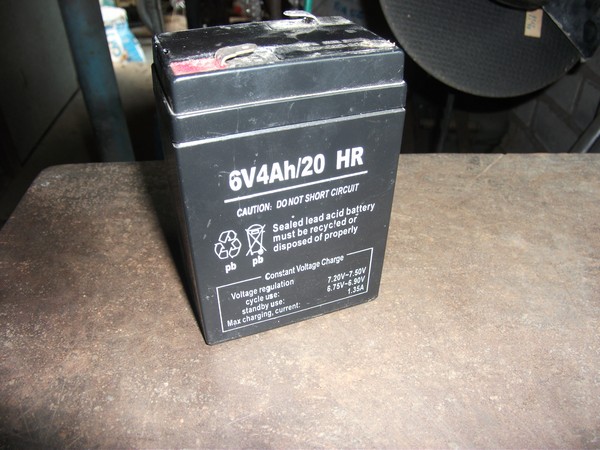 6V4Ah/20 HR
CAUTION: DO NOT SHORT CIRCUIT
Sealed lead acid battery
must be recycled or
disposed of properly
pb pb
Constant Voltage Charge
Voltage regulation
cycle use: 7.20V~7.50V
standby use: 6.75V~6.90V
Max charging, current: 1.35A